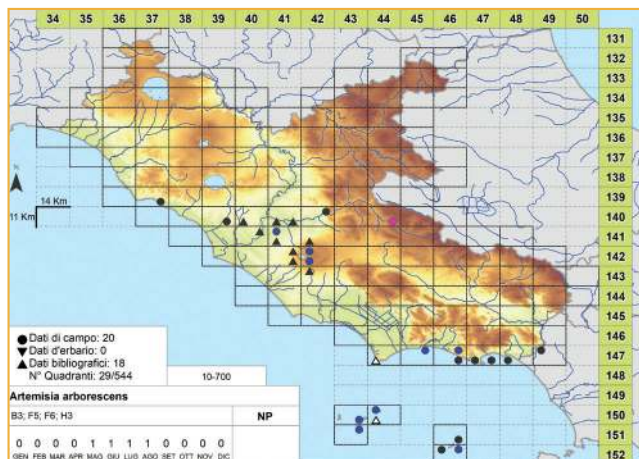 34 35 36 37 38 39 40 41 42 43 44 45 46 47 48 49 50
131
132
133
134
135
136
137
138
139
140
141
142
143
144
145
146
147
148
149
150
151
152
14 Km
11 Km
● Dati di campo: 20
▼ Dati d'erbario: 0
▲ Dati bibliografici: 18
N° Quadranti: 29/544
10-700
Artemisia arborescens
B3; F5; F6; H3
NP
0 0 0 0 1 1 1 1 0 0 0 0
GEN FEB MAR APR MAG GIU LUG AGO SET OTT NOV DIC